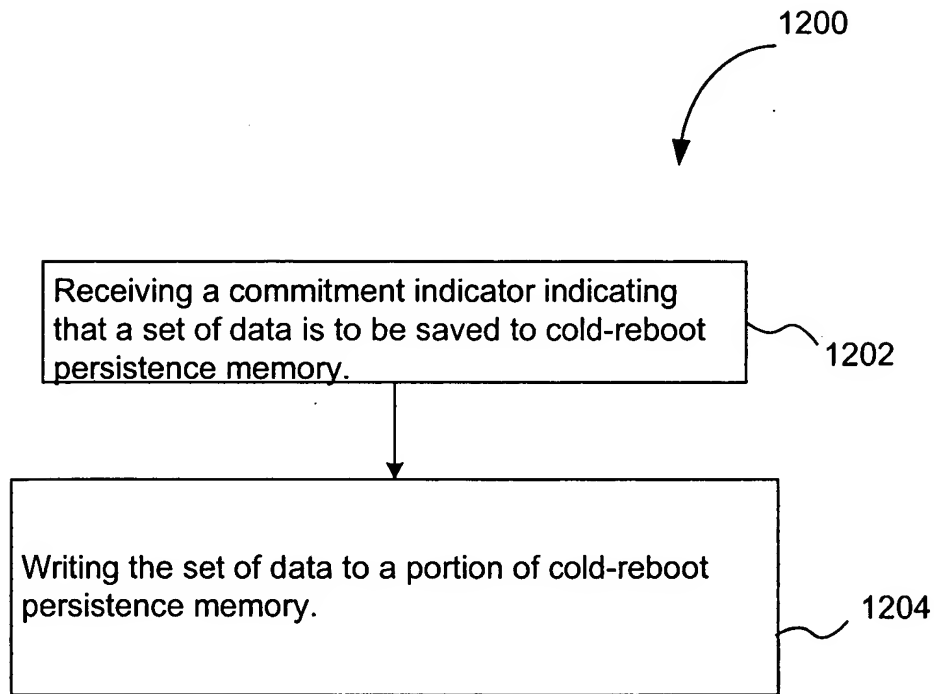 1200
Receiving a commitment indicator indicating
that a set of data is to be saved to cold-reboot
persistence memory.
1202
Writing the set of data to a portion of cold-reboot
persistence memory.
1204